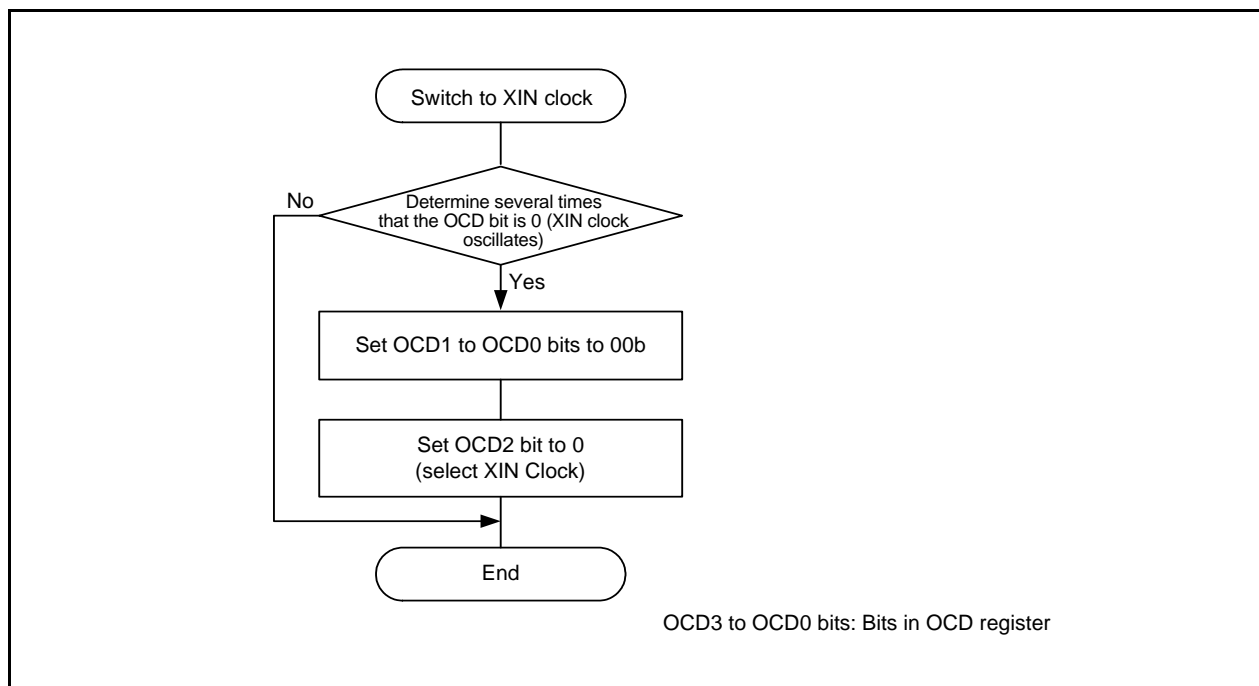 Switch to XIN clock
No
Determine several times
that the OCD bit is 0 (XIN clock
oscillates)
Yes
Set OCD1 to OCD0 bits to 00b
Set OCD2 bit to 0
(select XIN Clock)
End
OCD3 to OCD0 bits: Bits in OCD register